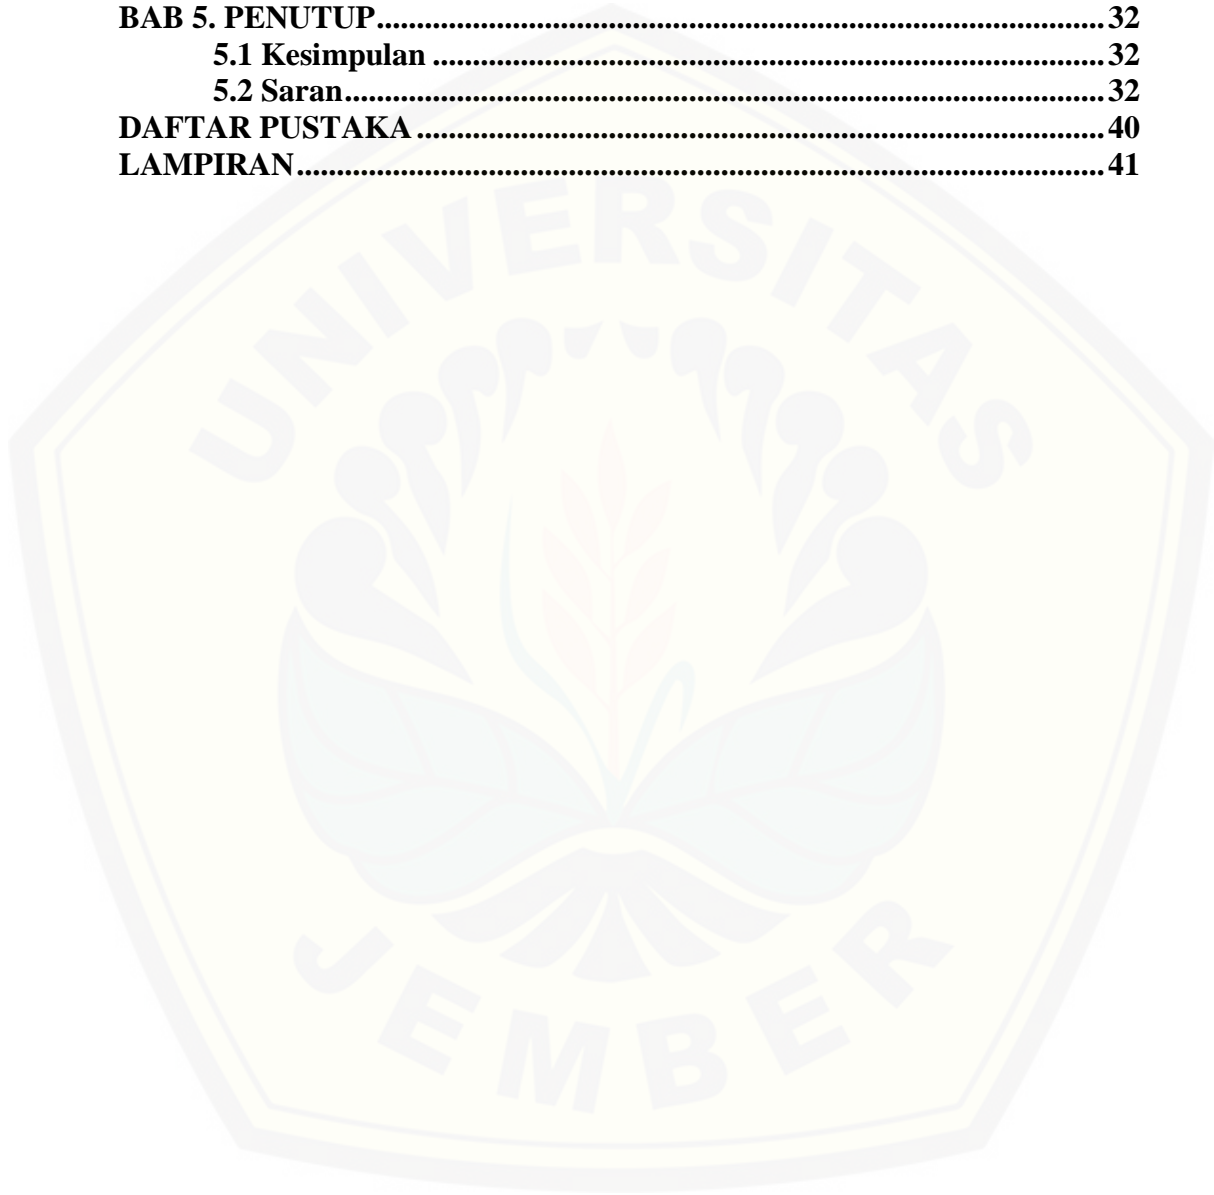 BAB 5. PENUTUP........................................................................................ 32
5.1 Kesimpulan ................................................................................. 32
5.2 Saran............................................................................................ 32
DAFTAR PUSTAKA ................................................................................... 40
LAMPIRAN.................................................................................................. 41
UNIVERSITAS
JEMBER